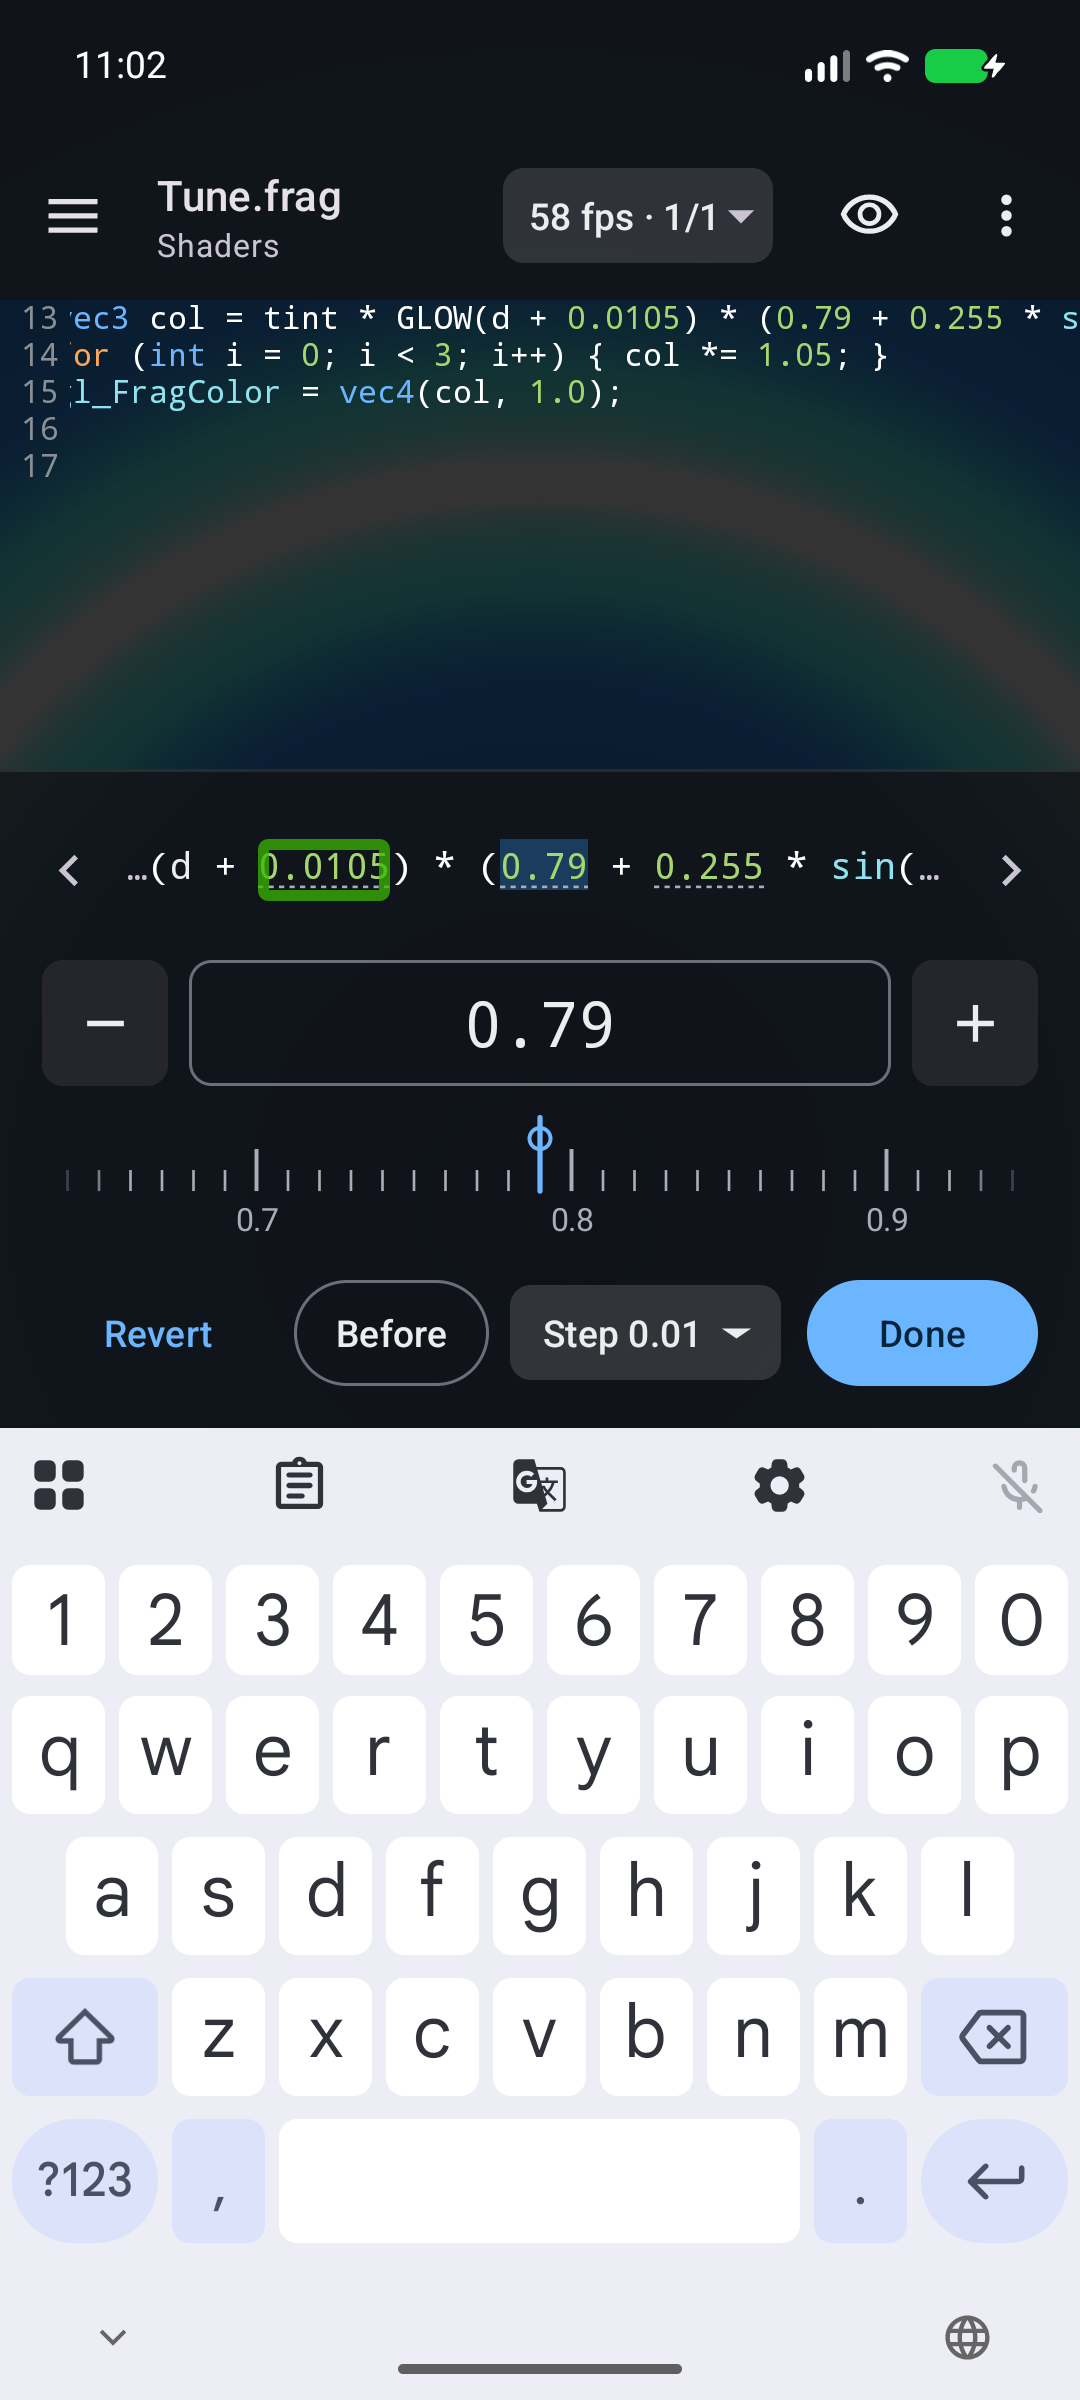 11:02
Tune.frag
Shaders
58 fps · 1/1
13 vec3 col = tint * GLOW(d + 0.0105) * (0.79 + 0.255 * s
14 or (int i = 0; i < 3; i++) { col *= 1.05; }
15 gl_FragColor = vec4(col, 1.0);
16
17
…(d + 0.0105) * (0.79 + 0.255 * sin(…
0.79
0.7 0.8 0.9
Revert Before Step 0.01 Done
1 2 3 4 5 6 7 8 9 0
q w e r t y u i o p
a s d f g h j k l
z x c v b n m
?123 , .